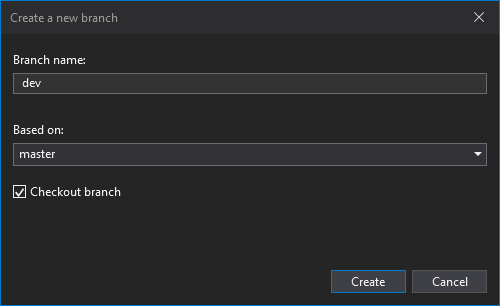 Create a new branch
Branch name:
dev
Based on:
master
Checkout branch
Create
Cancel